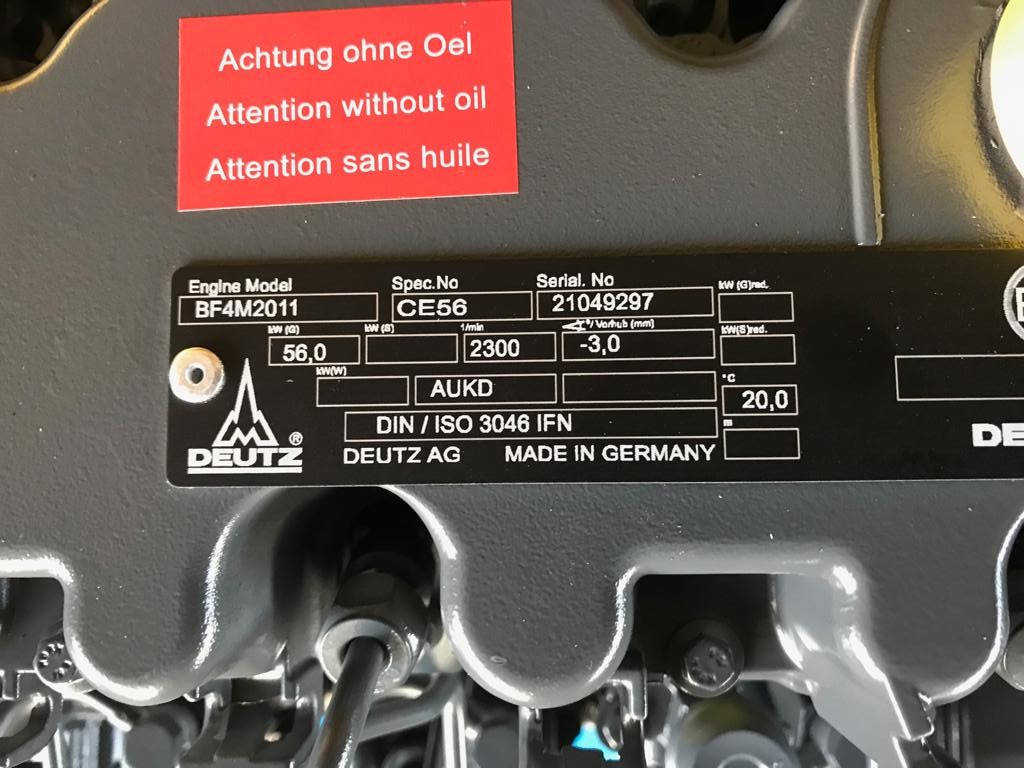 Achtung ohne Oel
Attention without oil
Attention sans huile
Engine Model Spec.No Serial. No kW (G)red.
BF4M2011 CE56 21049297
kW (G) kW (S) 1/min °/ Vorhub (mm) kW(S)red.
56,0 2300 -3,0
kW(W) °C
AUKD 20,0
DIN / ISO 3046 IFN m
DEUTZ ® DEUTZ AG MADE IN GERMANY
DE